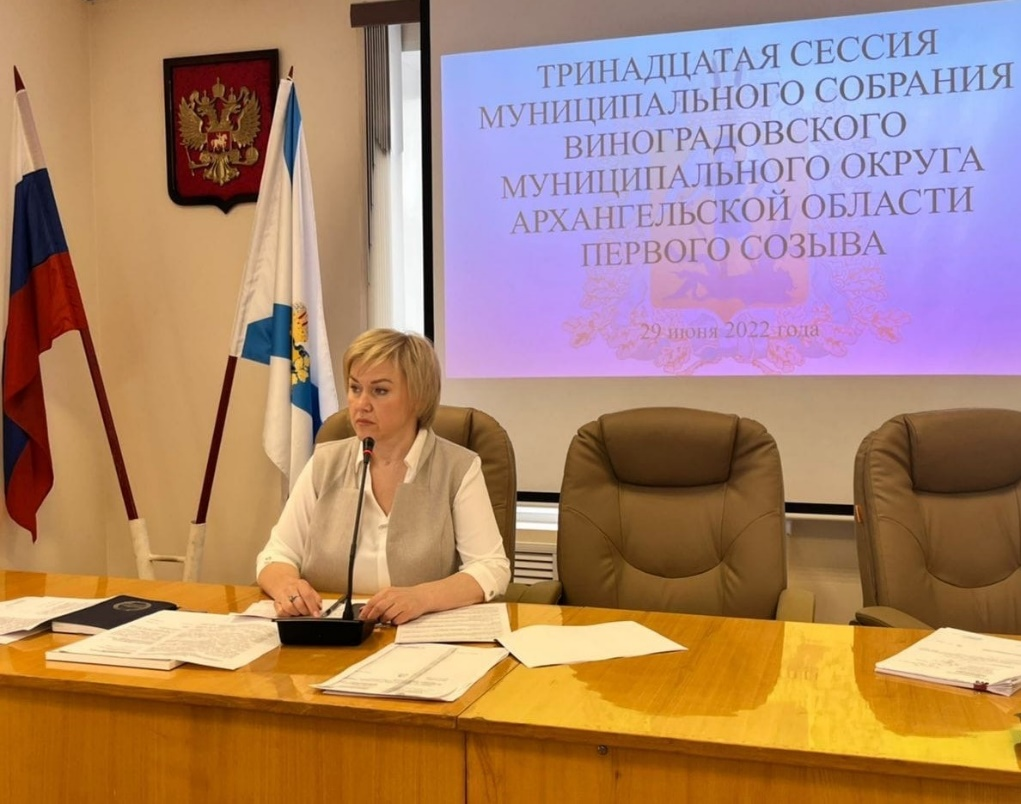 ТРИНАДЦАТАЯ СЕССИЯ
МУНИЦИПАЛЬНОГО СОБРАНИЯ
ВИНОГРАДОВСКОГО
МУНИЦИПАЛЬНОГО ОКРУГА
АРХАНГЕЛЬСКОЙ ОБЛАСТИ
ПЕРВОГО СОЗЫВА
29 июня 2022 года